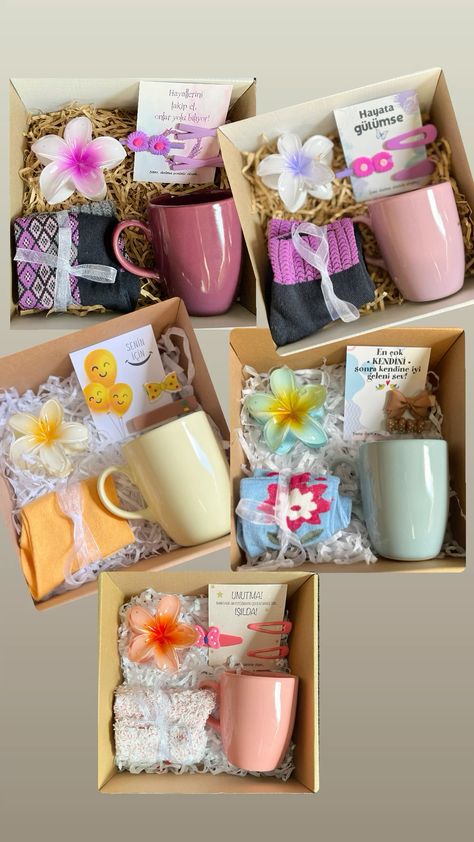 Hayallerini
takip et,
onlar yolu biliyor!
Hayata
gülümse
SENİN
İÇİN
En çok
KENDİNİ
sonra kendine iyi
geleni sev!
UNUTMA!
IŞILDA!